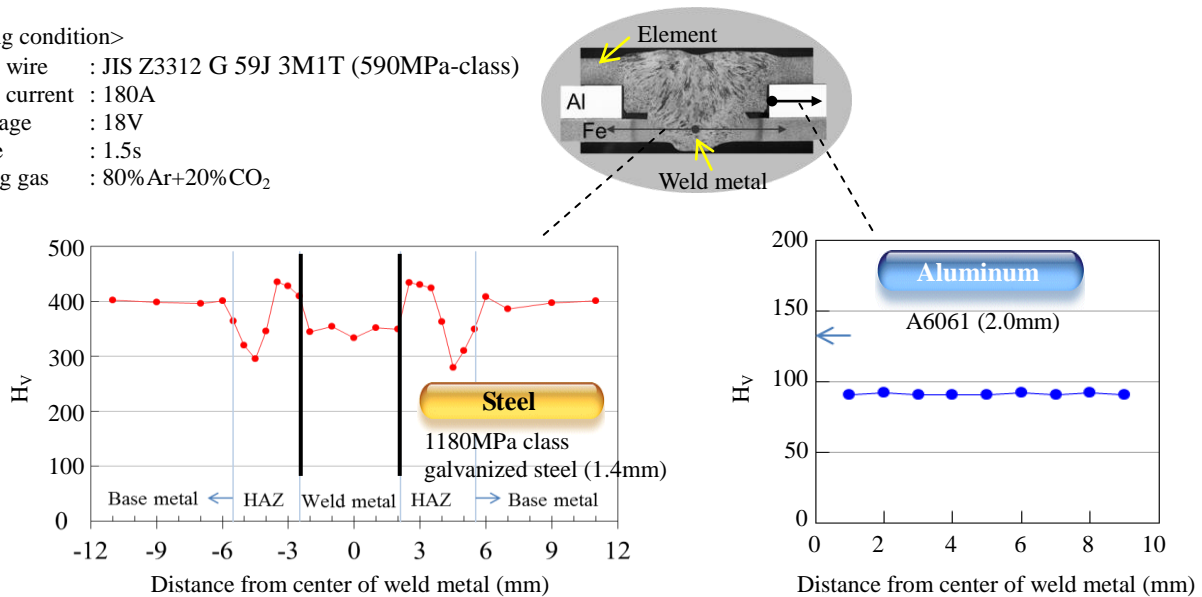 ng condition>
wire : JIS Z3312 G 59J 3M1T (590MPa-class)
current : 180A
age : 18V
e : 1.5s
g gas : 80%Ar+20%CO₂
Element
Al
Fe
Weld metal
500
400
300
200
100
0
Hv
Steel
1180MPa class
galvanized steel (1.4mm)
Base metal
HAZ
Weld metal
HAZ
Base metal
-12 -9 -6 -3 0 3 6 9 12
Distance from center of weld metal (mm)
200
150
100
50
0
Hv
Aluminum
A6061 (2.0mm)
0 2 4 6 8 10
Distance from center of weld metal (mm)